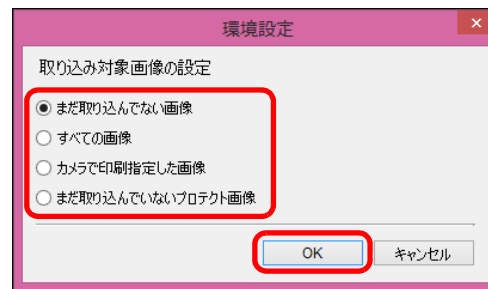 環境設定
取り込み対象画像の設定
まだ取り込んでない画像
すべての画像
カメラで印刷指定した画像
まだ取り込んでいないプロテクト画像
OK キャンセル